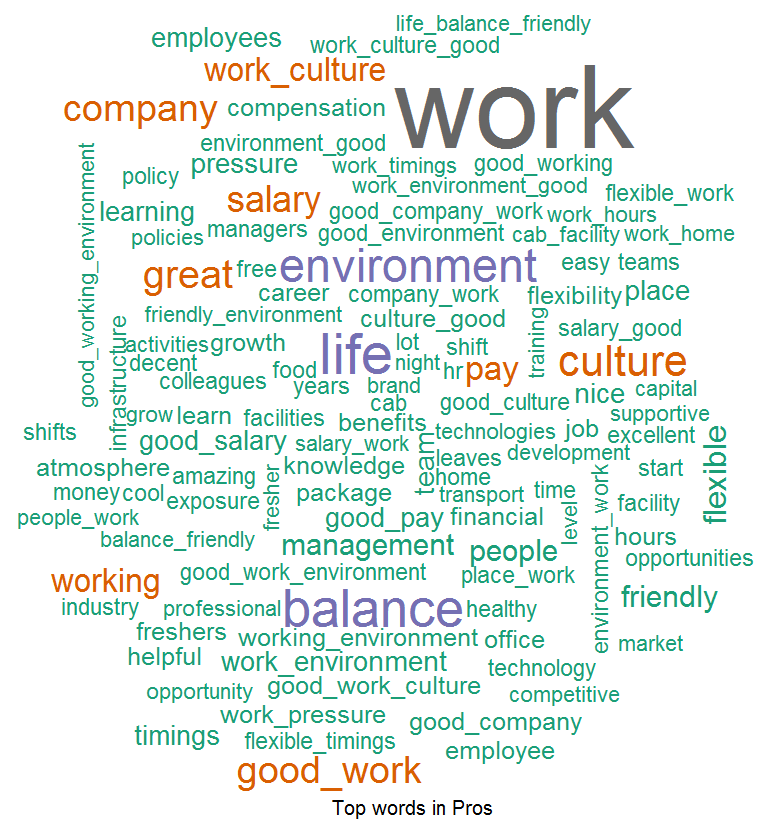 life_balance_friendly
employees
work_culture_good
work_culture
work
company
compensation
environment_good
pressure
work_timings
good_working
policy
work_environment_good
flexible_work
salary
learning
good_company_work
work_hours
policies
managers
good_environment
cab_facility
work_home
good_working_environment
great
free
environment
easy
teams
career
company_work
flexibility
place
friendly_environment
culture_good
salary_good
infrastructure
activities
growth
life
lot
shift
training
decent
night
hr
pay
culture
colleagues
food
years
brand
nice
capital
cab
good_culture
supportive
grow
learn
facilities
benefits
technologies
job
excellent
shifts
good_salary
salary_work
team
development
flexible
atmosphere
amazing
fresher
knowledge
leaves
home
start
money
cool
exposure
package
transport
time
level
environment_work
facility
people_work
good_pay
financial
hours
balance_friendly
management
people
opportunities
working
good_work_environment
place_work
friendly
industry
professional
balance
healthy
freshers
working_environment
office
market
helpful
work_environment
technology
opportunity
good_work_culture
competitive
work_pressure
good_company
timings
flexible_timings
employee
good_work
Top words in Pros